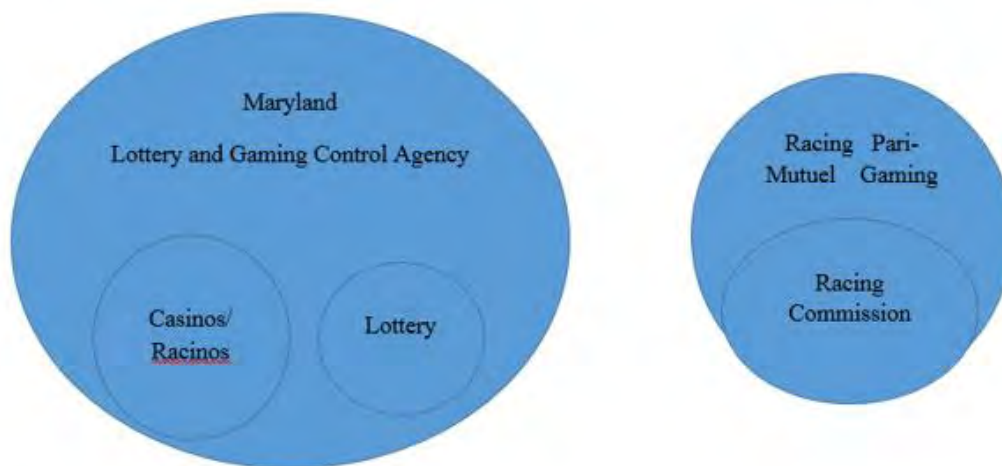 Maryland
Lottery and Gaming Control Agency
Casinos/
Racinos
Lottery
Racing Pari-
Mutuel Gaming
Racing
Commission